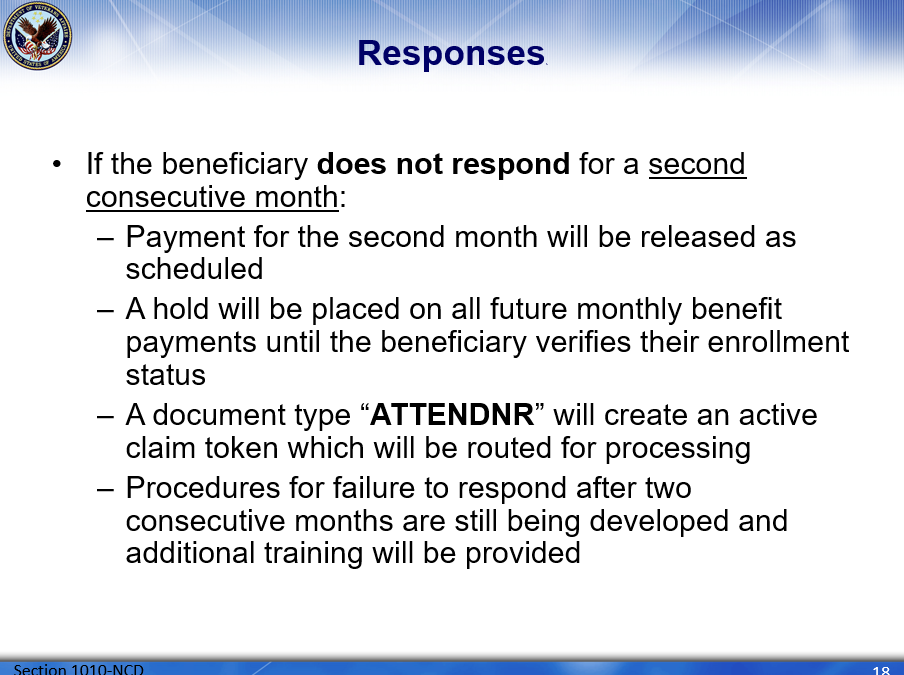 Responses
• If the beneficiary does not respond for a second
consecutive month:
– Payment for the second month will be released as
scheduled
– A hold will be placed on all future monthly benefit
payments until the beneficiary verifies their enrollment
status
– A document type “ATTENDNR” will create an active
claim token which will be routed for processing
– Procedures for failure to respond after two
consecutive months are still being developed and
additional training will be provided
Section 1010-NCD
18